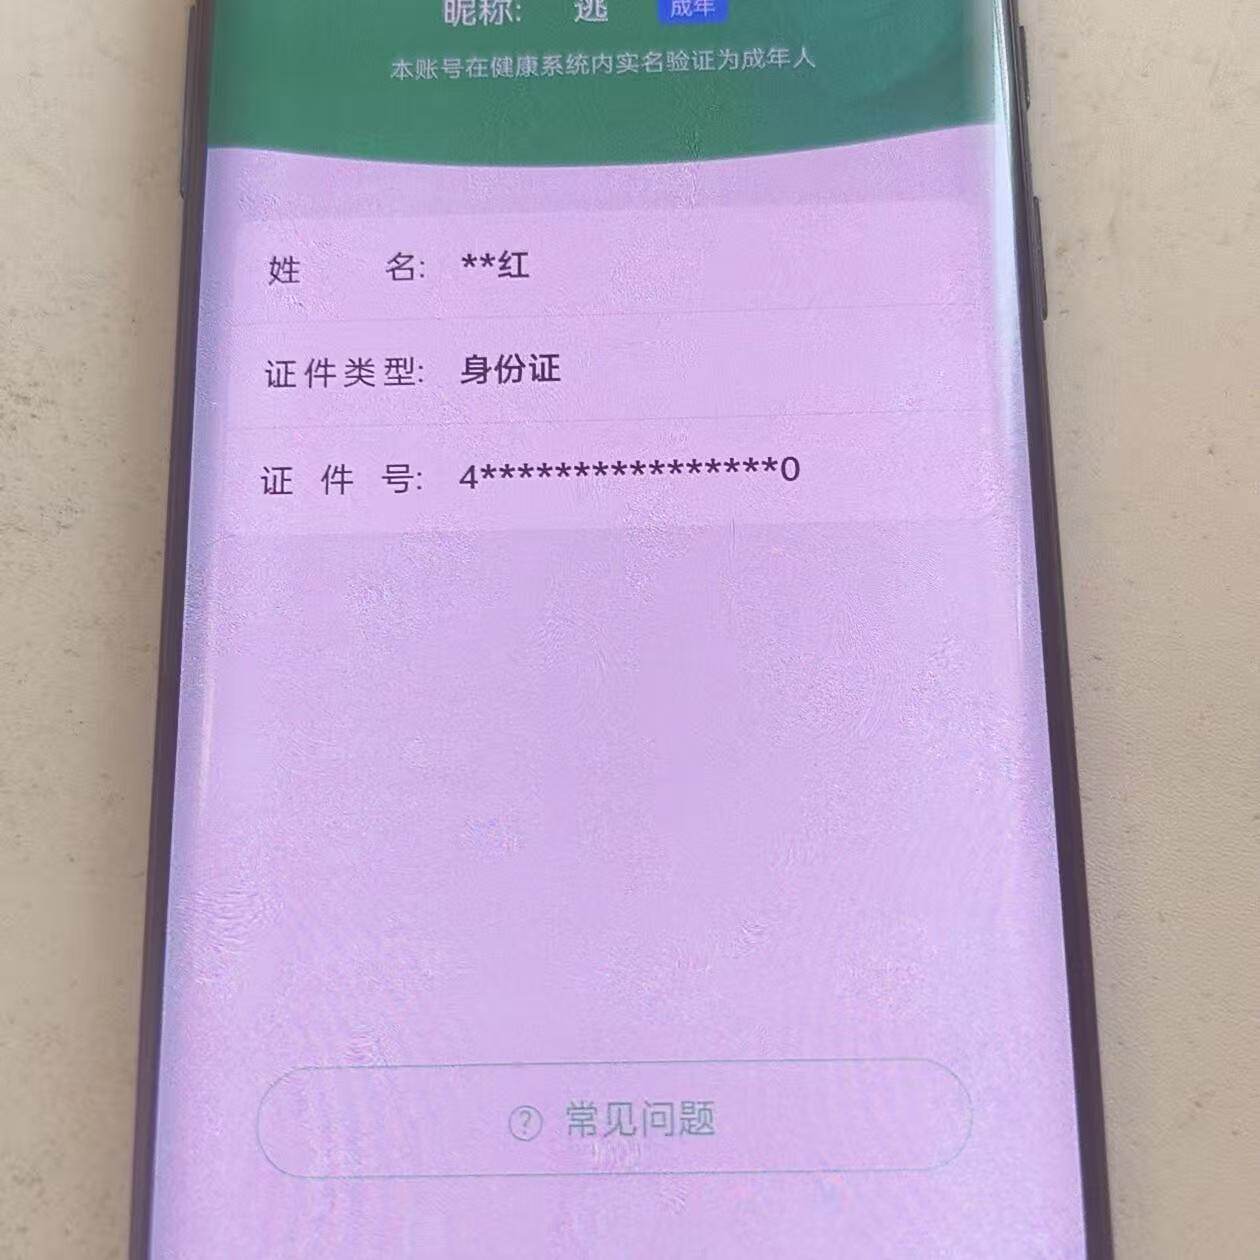 昵称: 逃 成年
本账号在健康系统内实名验证为成年人
姓名: **红
证件类型: 身份证
证件号: 4****************0
? 常见问题